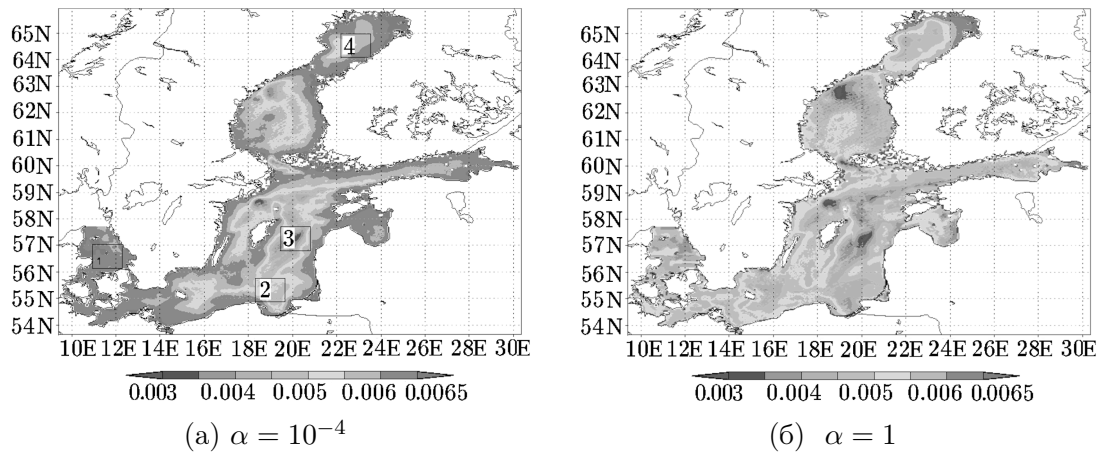 65N
64N
63N
62N
61N
60N
59N
58N
57N
56N
55N
54N
4
3
1
2
10E 12E 14E 16E 18E 20E 22E 24E 26E 28E 30E
0.003 0.004 0.005 0.006 0.0065
(а) α = 10⁻⁴
65N
64N
63N
62N
61N
60N
59N
58N
57N
56N
55N
54N
10E 12E 14E 16E 18E 20E 22E 24E 26E 28E 30E
0.003 0.004 0.005 0.006 0.0065
(б) α = 1